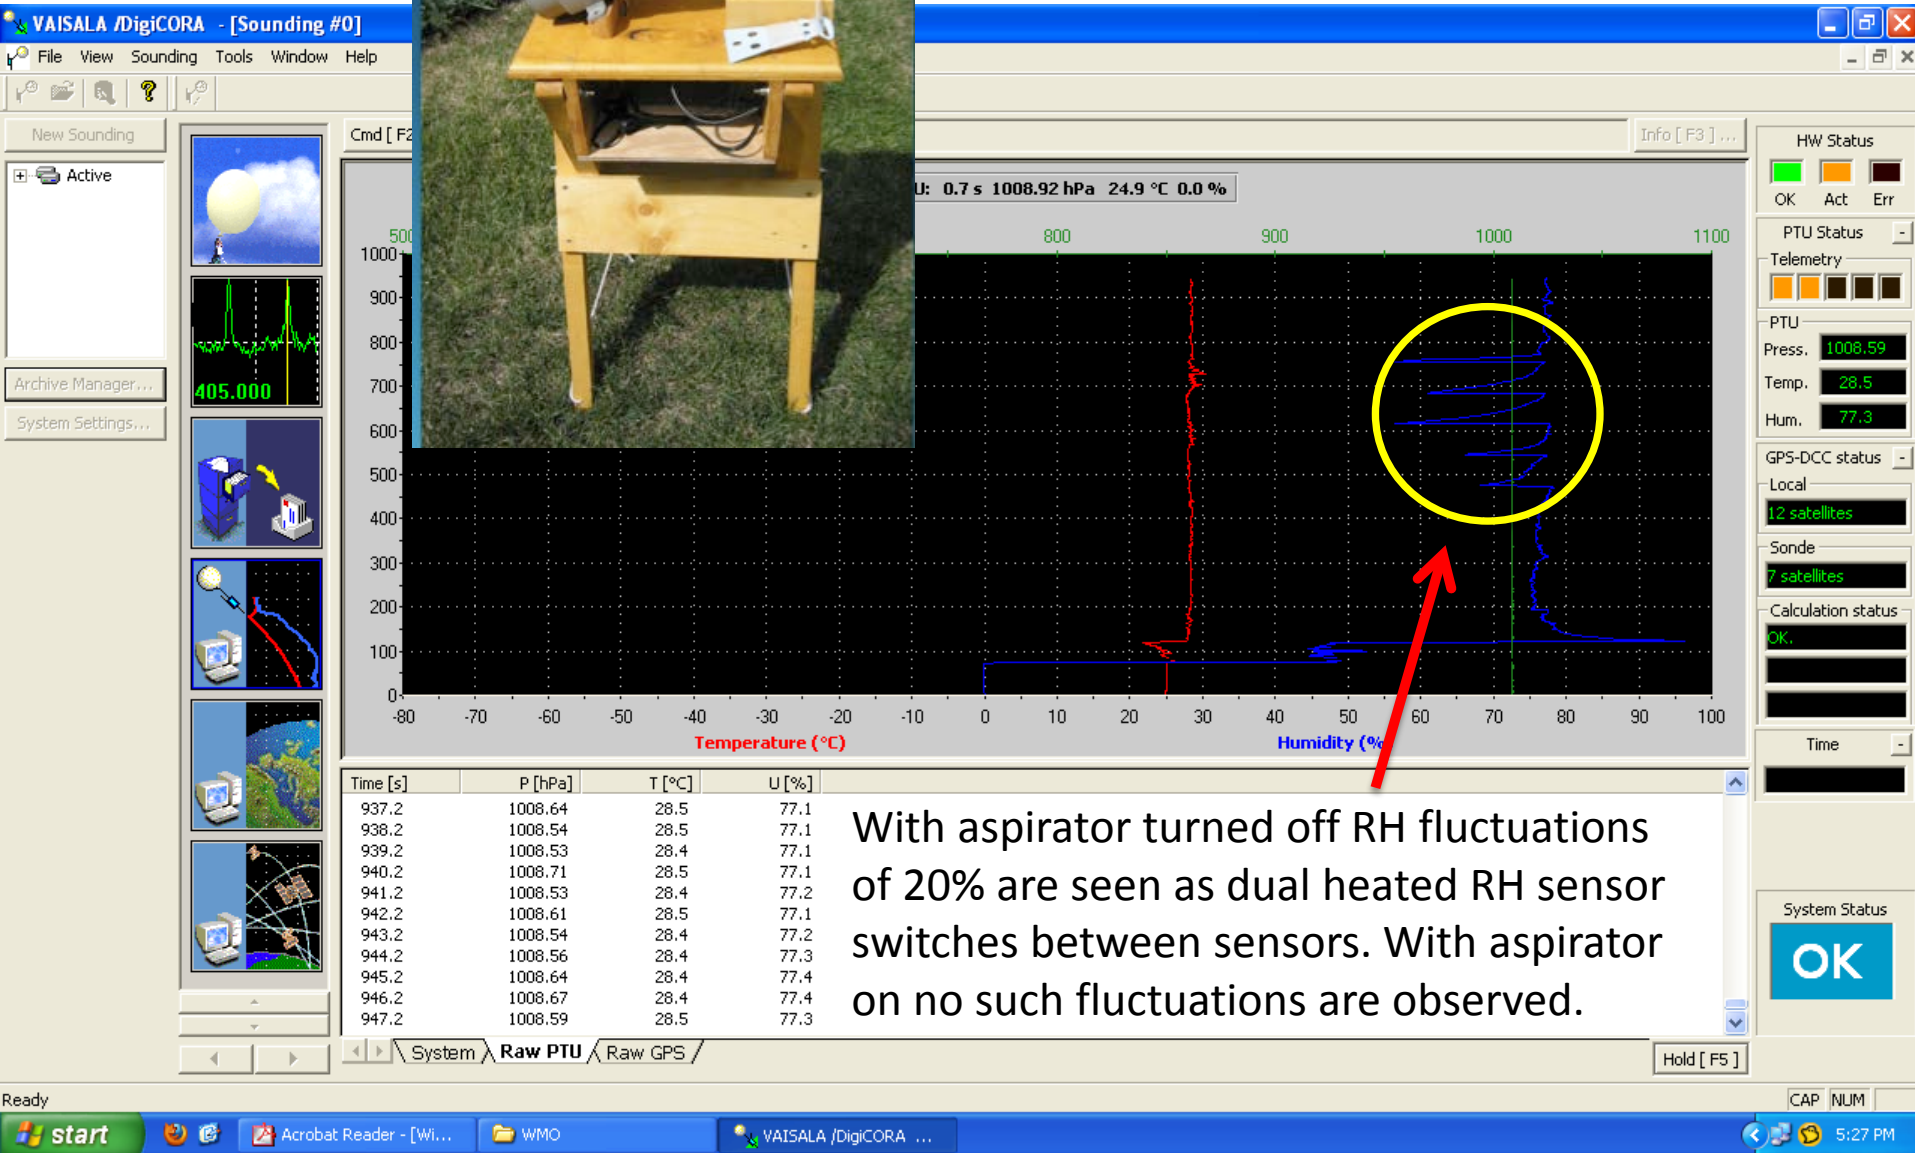 VAISALA /DigiCORA - [Sounding #0]
File View Sounding Tools Window Help
New Sounding
Active
Archive Manager...
System Settings...
405.000
Cmd [ F2
Info [ F3 ] ...
U: 0.7 s 1008.92 hPa 24.9 °C 0.0 %
500 800 900 1000 1100
1000
900
800
700
600
500
400
300
200
100
0
-80 -70 -60 -50 -40 -30 -20 -10 0 10 20 30 40 50 60 70 80 90 100
Temperature (°C) Humidity (%
Time [s] P [hPa] T [°C] U [%]
937.2 1008.64 28.5 77.1
938.2 1008.54 28.5 77.1
939.2 1008.53 28.4 77.1
940.2 1008.71 28.5 77.1
941.2 1008.53 28.4 77.2
942.2 1008.61 28.5 77.1
943.2 1008.54 28.4 77.2
944.2 1008.56 28.4 77.3
945.2 1008.64 28.4 77.4
946.2 1008.67 28.4 77.4
947.2 1008.59 28.5 77.3
With aspirator turned off RH fluctuations
of 20% are seen as dual heated RH sensor
switches between sensors. With aspirator
on no such fluctuations are observed.
System Raw PTU Raw GPS
Hold [ F5 ]
HW Status
OK Act Err
PTU Status -
Telemetry
PTU
Press. 1008.59
Temp. 28.5
Hum. 77.3
GPS-DCC status -
Local
12 satellites
Sonde
7 satellites
Calculation status
OK.
Time -
System Status
OK
Ready
CAP NUM
start
Acrobat Reader - [Wi...
WMO
VAISALA /DigiCORA ...
5:27 PM